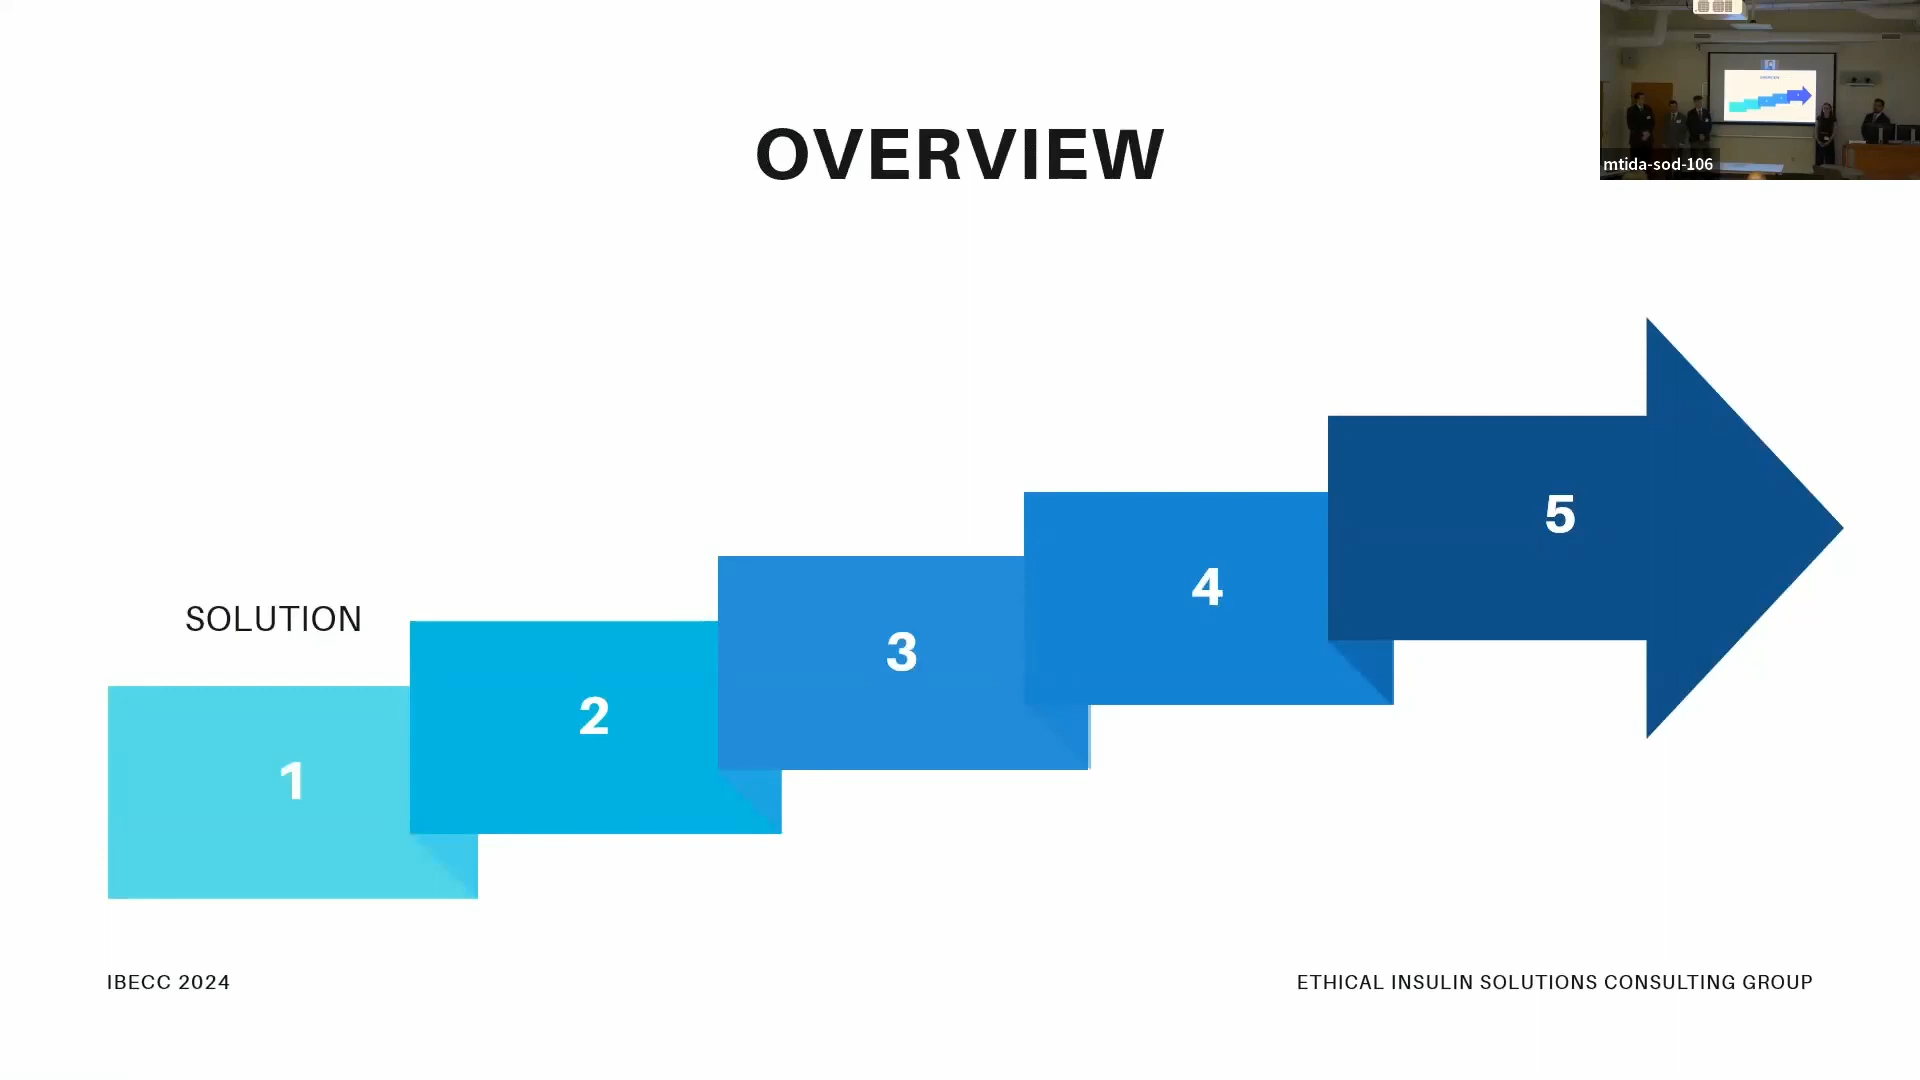 OVERVIEW
mtida-sod-106
SOLUTION
1
2
3
4
5
IBECC 2024
ETHICAL INSULIN SOLUTIONS CONSULTING GROUP